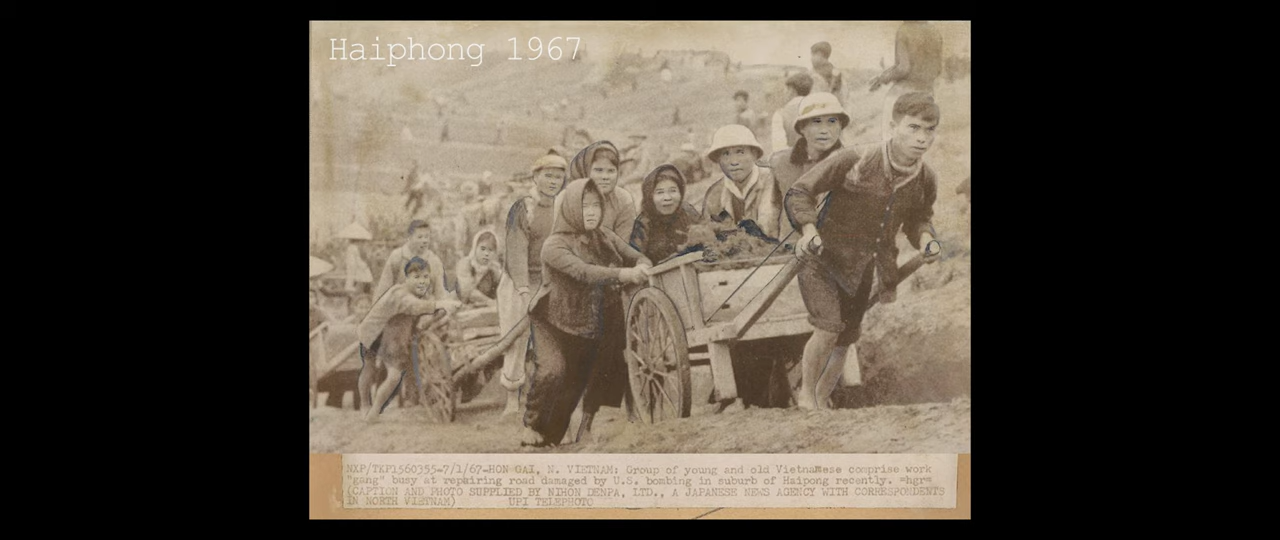 Haiphong 1967
NXP/TKP1560355-7/1/67-HON GAI, N. VIETNAM: Group of young and old Vietnamese comprise work
"gang" busy at repairing road damaged by U.S. bombing in suburb of Haipong recently. =hgr=
(CAPTION AND PHOTO SUPPLIED BY NIHON DENPA, LTD., A JAPANESE NEWS AGENCY WITH CORRESPONDENTS
IN NORTH VIETNAM) UPI TELEPHOTO